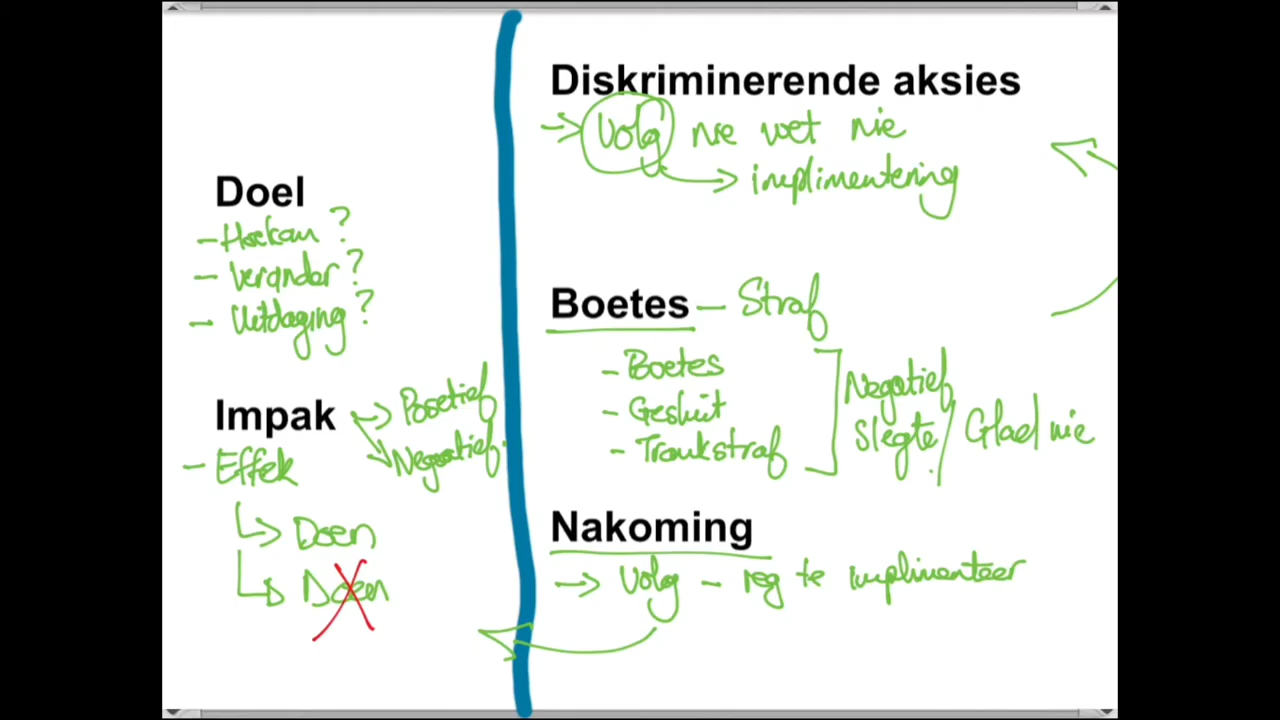 Doel
- Hoekom?
- Verander?
- Uitdaging?
Impak → Posetief
→ Negatief
- Effek
→ Doen
→ Doen
Diskriminerende aksies
→ Volg nie wet nie
→ implimentering
Boetes - Straf
- Boetes
- Gesluit
- Tronkstraf
Negatief
Slegte / Glad nie
Nakoming
→ Volg - reg te implimenteer